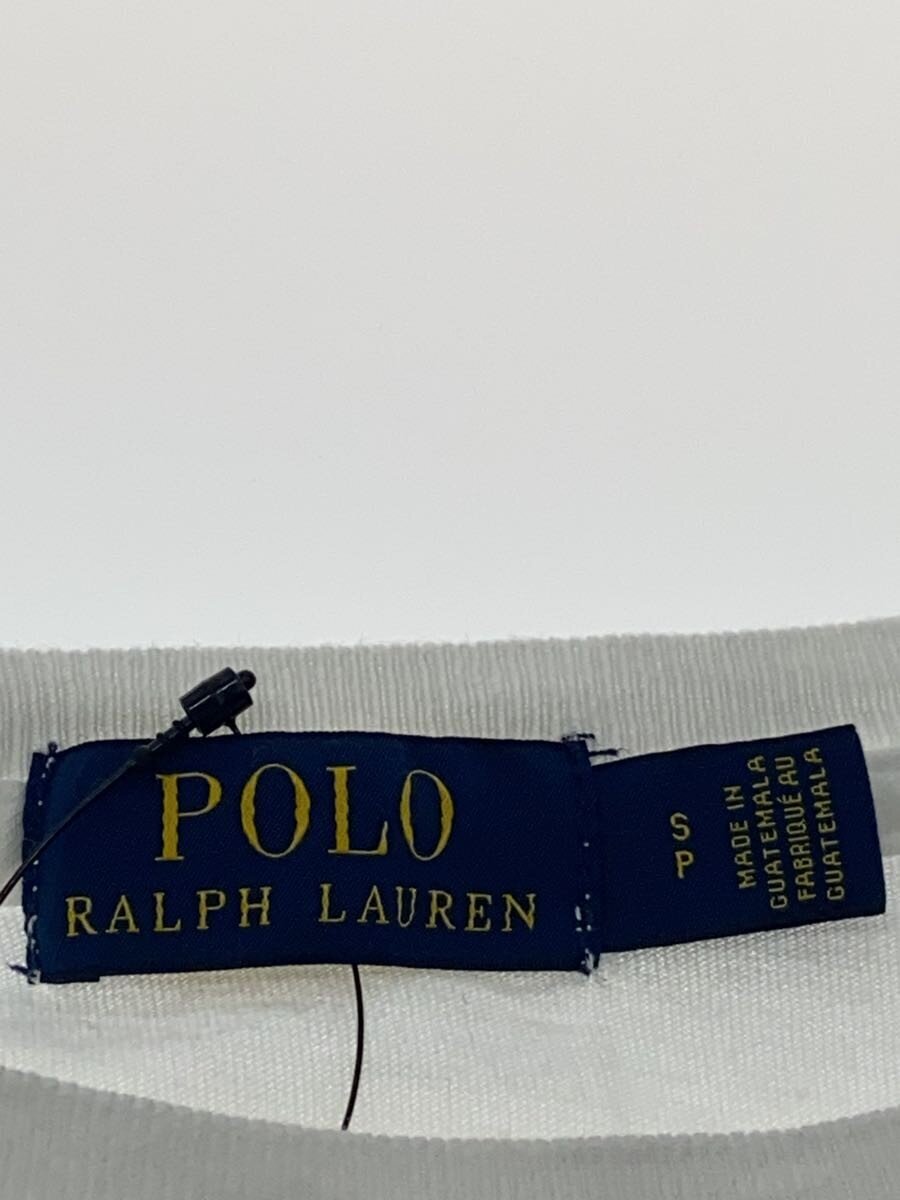 POLO
RALPH LAUREN
S
P
MADE IN
GUATEMALA
FABRIQUÉ AU
GUATEMALA